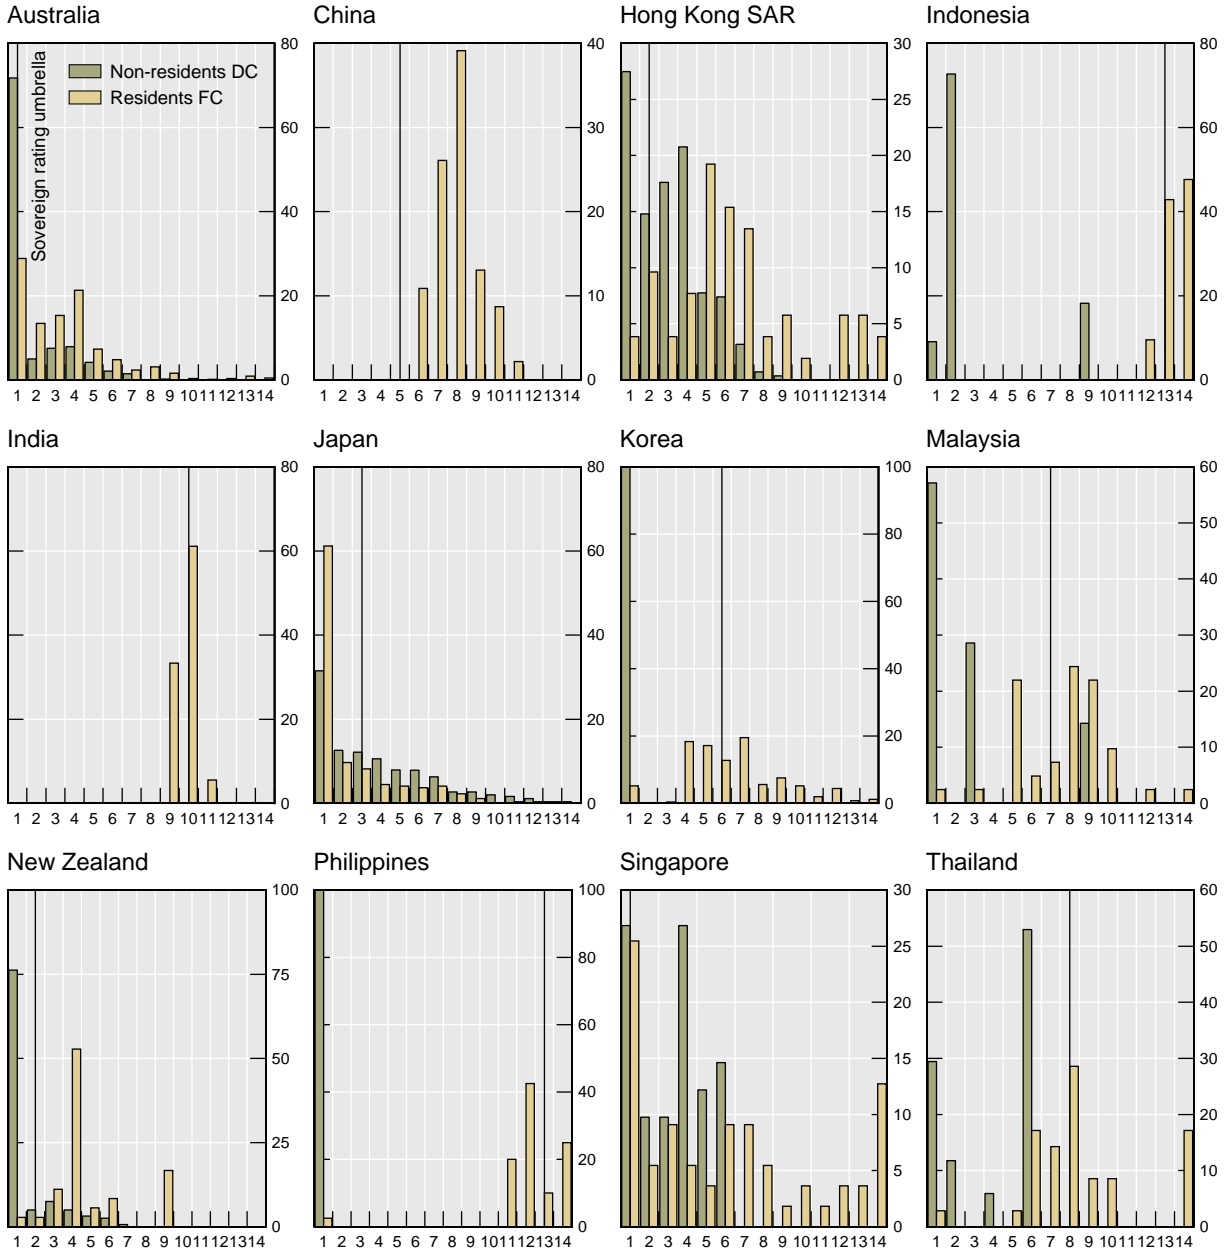 Australia
China
Hong Kong SAR
Indonesia
Sovereign rating umbrella
Non-residents DC
Residents FC
80
60
40
20
0
1 2 3 4 5 6 7 8 9 10 11 12 13 14
40
30
20
10
0
1 2 3 4 5 6 7 8 9 10 11 12 13 14
30
25
20
15
10
5
0
1 2 3 4 5 6 7 8 9 10 11 12 13 14
80
60
40
20
0
1 2 3 4 5 6 7 8 9 10 11 12 13 14
India
Japan
Korea
Malaysia
80
60
40
20
0
1 2 3 4 5 6 7 8 9 10 11 12 13 14
80
60
40
20
0
1 2 3 4 5 6 7 8 9 10 11 12 13 14
100
80
60
40
20
0
1 2 3 4 5 6 7 8 9 10 11 12 13 14
60
50
40
30
20
10
0
1 2 3 4 5 6 7 8 9 10 11 12 13 14
New Zealand
Philippines
Singapore
Thailand
100
75
50
25
0
1 2 3 4 5 6 7 8 9 10 11 12 13 14
100
80
60
40
20
0
1 2 3 4 5 6 7 8 9 10 11 12 13 14
30
25
20
15
10
5
0
1 2 3 4 5 6 7 8 9 10 11 12 13 14
60
50
40
30
20
10
0
1 2 3 4 5 6 7 8 9 10 11 12 13 14